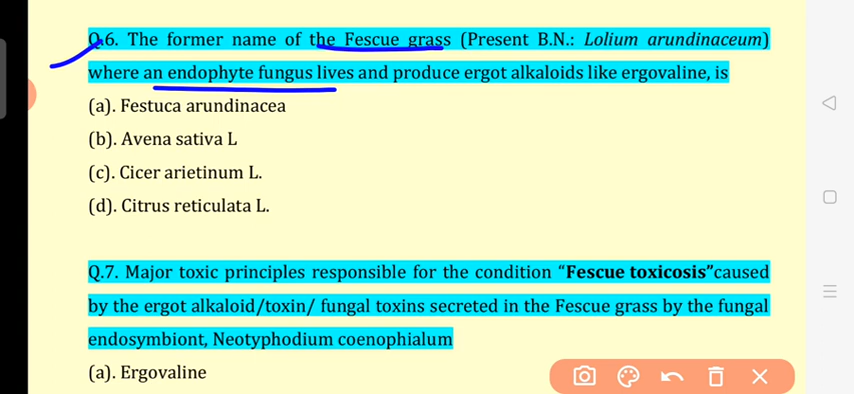 Q.6. The former name of the Fescue grass (Present B.N.: Lolium arundinaceum)
where an endophyte fungus lives and produce ergot alkaloids like ergovaline, is
(a). Festuca arundinacea
(b). Avena sativa L
(c). Cicer arietinum L.
(d). Citrus reticulata L.
Q.7. Major toxic principles responsible for the condition “Fescue toxicosis”caused
by the ergot alkaloid/toxin/ fungal toxins secreted in the Fescue grass by the fungal
endosymbiont, Neotyphodium coenophialum
(a). Ergovaline